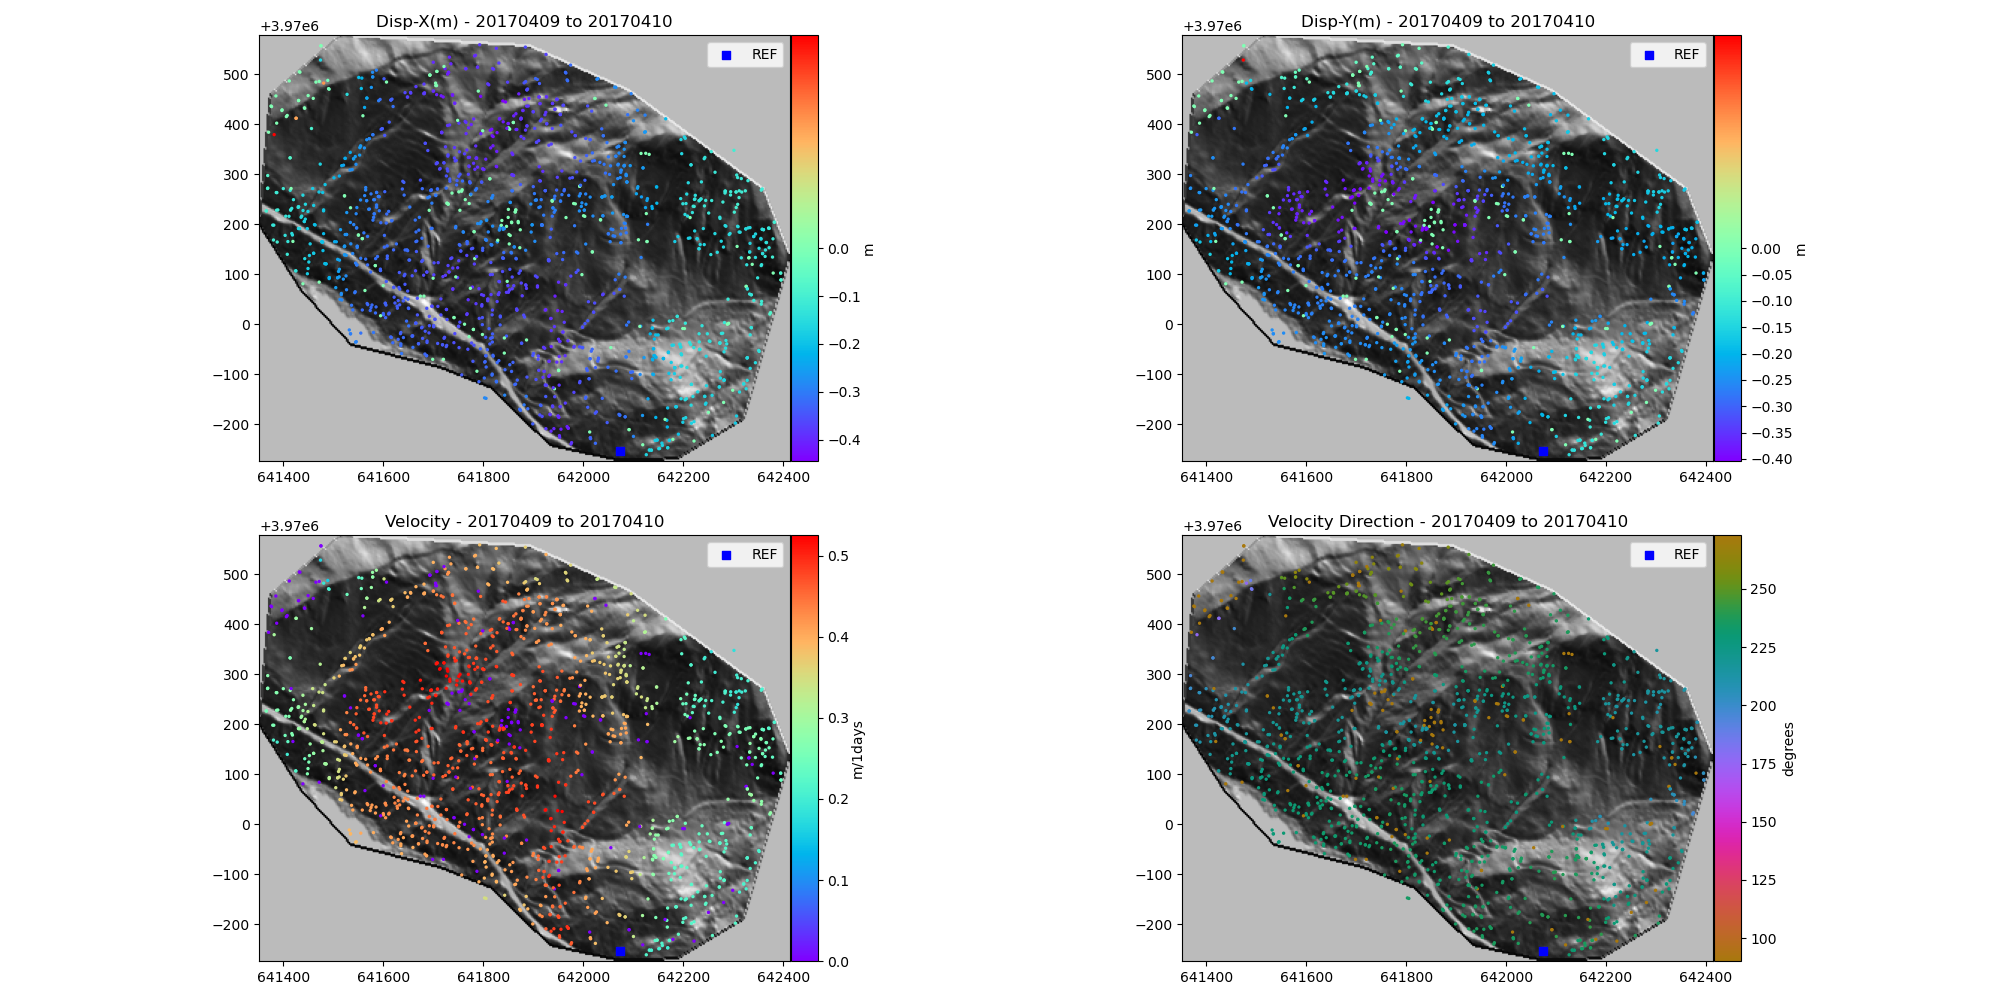 Disp-X(m) - 20170409 to 20170410
+3.97e6
REF
500
400
300
200
100
0
−100
−200
641400 641600 641800 642000 642200 642400
0.0
−0.1
−0.2
−0.3
−0.4
m
Disp-Y(m) - 20170409 to 20170410
+3.97e6
REF
500
400
300
200
100
0
−100
−200
641400 641600 641800 642000 642200 642400
0.00
−0.05
−0.10
−0.15
−0.20
−0.25
−0.30
−0.35
−0.40
m
Velocity - 20170409 to 20170410
+3.97e6
REF
500
400
300
200
100
0
−100
−200
641400 641600 641800 642000 642200 642400
0.5
0.4
0.3
0.2
0.1
0.0
m/1days
Velocity Direction - 20170409 to 20170410
+3.97e6
REF
500
400
300
200
100
0
−100
−200
641400 641600 641800 642000 642200 642400
250
225
200
175
150
125
100
degrees